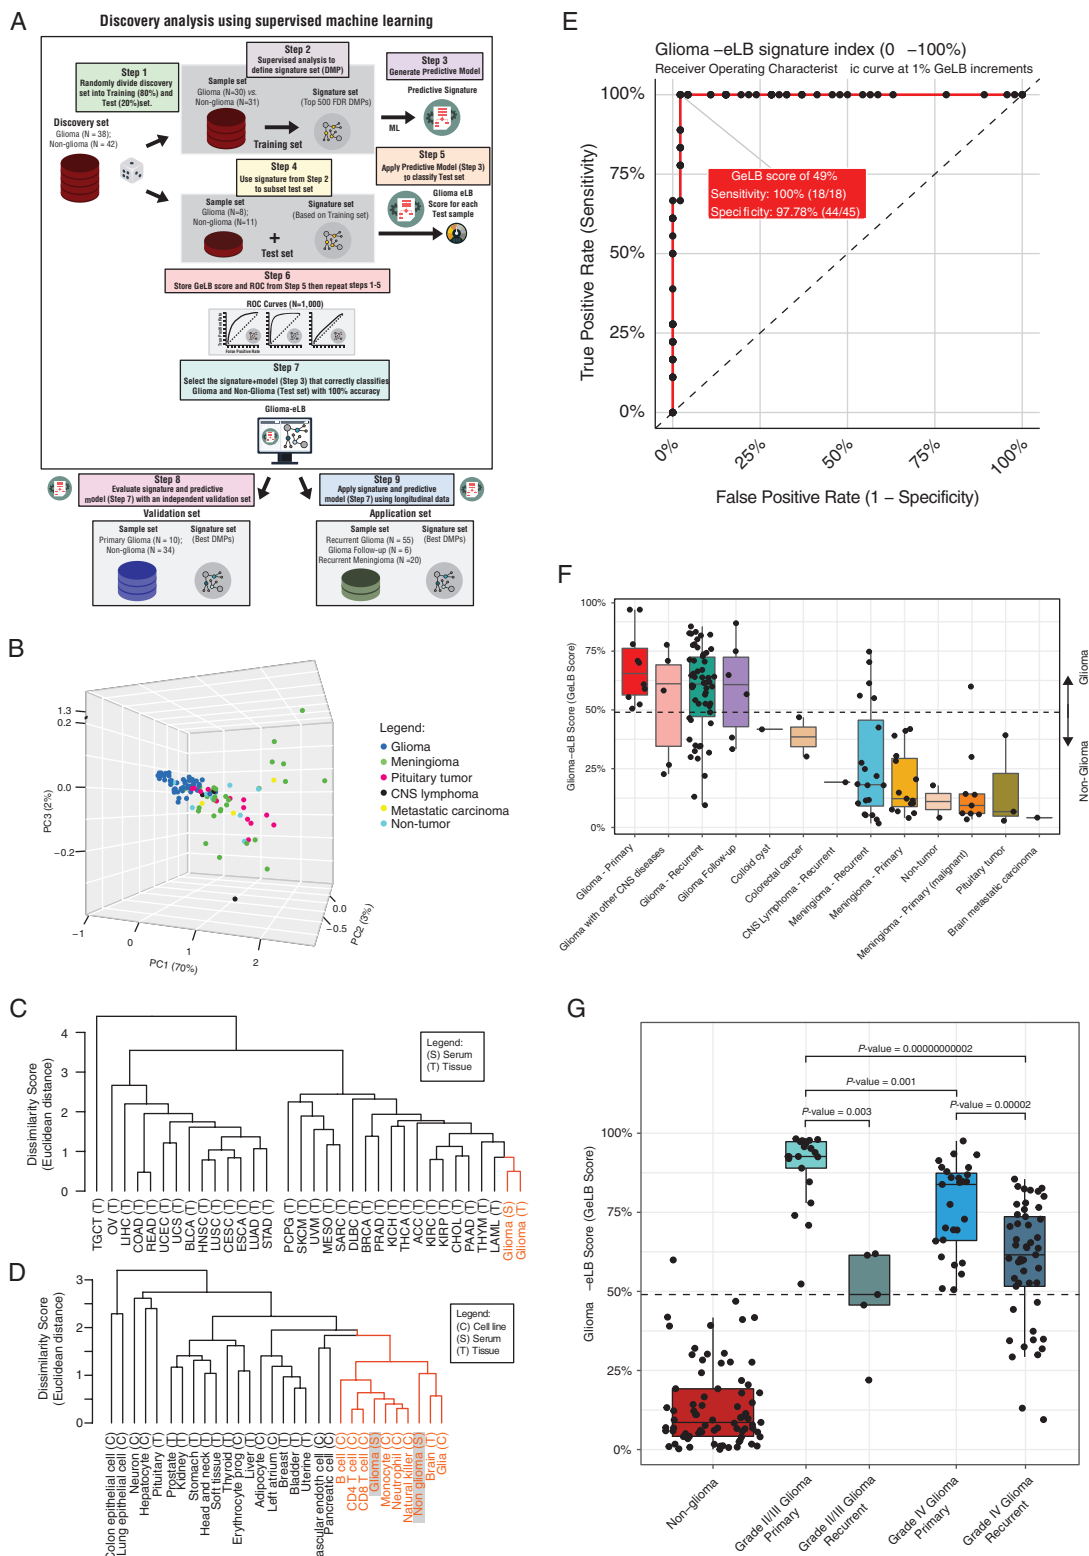 A
Discovery analysis using supervised machine learning
Step 1
Randomly divide discovery
set into Training (80%) and
Test (20%)set.
Discovery set
Glioma (N = 38);
Non-glioma (N = 42)
Step 2
Supervised analysis to
define signature set (DMP)
Sample set
Glioma (N=30) vs.
Non-glioma (N=31)
Signature set
(Top 500 FDR DMPs)
Training set
ML
Step 3
Generate Predictive Model
Predictive Signature
Step 4
Use signature from Step 2
to subset test set
Sample set
Glioma (N=8);
Non-glioma (N=11)
Signature set
(Based on Training set)
Test set
Step 5
Apply Predictive Model (Step 3)
to classify Test set
Glioma eLB
Score for each
Test sample
Step 6
Store GeLB score and ROC from Step 5 then repeat steps 1-5
ROC Curves (N=1,000)
True Positive Rate
False Positive Rate
Step 7
Select the signature+model (Step 3) that correctly classifies
Glioma and Non-Glioma (Test set) with 100% accuracy
Glioma-eLB
Step 8
Evaluate signature and predictive
model (Step 7) with an independent validation set
Validation set
Sample set
Primary Glioma (N = 10);
Non-glioma (N = 34)
Signature set
(Best DMPs)
Step 9
Apply signature and predictive
model (Step 7) using longitudinal data
Application set
Sample set
Recurrent Glioma (N = 55)
Glioma Follow-up (N = 6)
Recurrent Meningioma (N =20)
Signature set
(Best DMPs)
B
1.3
0.2
0.0
−0.2
PC3 (2%)
−1
0
1
2
PC1 (70%)
0.0
−0.5
PC2 (3%)
Legend:
Glioma
Meningioma
Pituitary tumor
CNS lymphoma
Metastatic carcinoma
Non-tumor
C
Dissimilarity Score
(Euclidean distance)
4
3
2
1
0
Legend:
(S) Serum
(T) Tissue
TGCT (T)
OV (T)
LIHC (T)
COAD (T)
READ (T)
UCEC (T)
UCS (T)
BLCA (T)
HNSC (T)
LUSC (T)
CESC (T)
ESCA (T)
LUAD (T)
STAD (T)
PCPG (T)
SKCM (T)
UVM (T)
MESO (T)
SARC (T)
DLBC (T)
BRCA (T)
PRAD (T)
KICH (T)
THCA (T)
ACC (T)
KIRC (T)
KIRP (T)
CHOL (T)
PAAD (T)
THYM (T)
LAML (T)
Glioma (S)
Glioma (T)
D
Dissimilarity Score
(Euclidean distance)
3
2
1
0
Legend:
(C) Cell line
(S) Serum
(T) Tissue
Colon epithelial cell (C)
Lung epithelial cell (C)
Neuron (C)
Hepatocyte (C)
Pituitary (T)
Prostate (T)
Kidney (T)
Stomach (T)
Head and neck (T)
Soft tissue (T)
Thyroid (T)
Erythrocyte prog (C)
Liver (T)
Adipocyte (C)
Left atrium (C)
Breast (T)
Bladder (T)
Uterine (T)
ascular endoth cell (C)
Pancreatic cell (C)
B cell (C)
CD4 T cell (C)
CD8 T cell (C)
Glioma (S)
Monocyte (C)
Neutrophil (C)
Natural killer (C)
Non glioma (S)
Brain (T)
Glia (C)
E
Glioma −eLB signature index (0 −100%)
Receiver Operating Characterist ic curve at 1% GeLB increments
True Positive Rate (Sensitivity)
100%
75%
50%
25%
0%
GeLB score of 49%
Sensitivity: 100% (18/18)
Specificity: 97.78% (44/45)
0%
25%
50%
75%
100%
False Positive Rate (1 − Specificity)
F
Glioma−eLB Score (GeLB Score)
100%
75%
50%
25%
0%
Glioma
Non-Glioma
Glioma - Primary
Glioma with other CNS diseases
Glioma - Recurrent
Glioma Follow-up
Colloid cyst
Colorectal cancer
CNS Lymphoma - Recurrent
Meningioma - Recurrent
Meningioma - Primary
Non-tumor
Meningioma - Primary (malignant)
Pituitary tumor
Brain metastatic carcinoma
G
Glioma −eLB Score (GeLB Score)
100%
75%
50%
25%
0%
P-value = 0.00000000002
P-value = 0.001
P-value = 0.003
P-value = 0.00002
Non-glioma
Grade II/III Glioma
Primary
Grade II/III Glioma
Recurrent
Grade IV Glioma
Primary
Grade IV Glioma
Recurrent